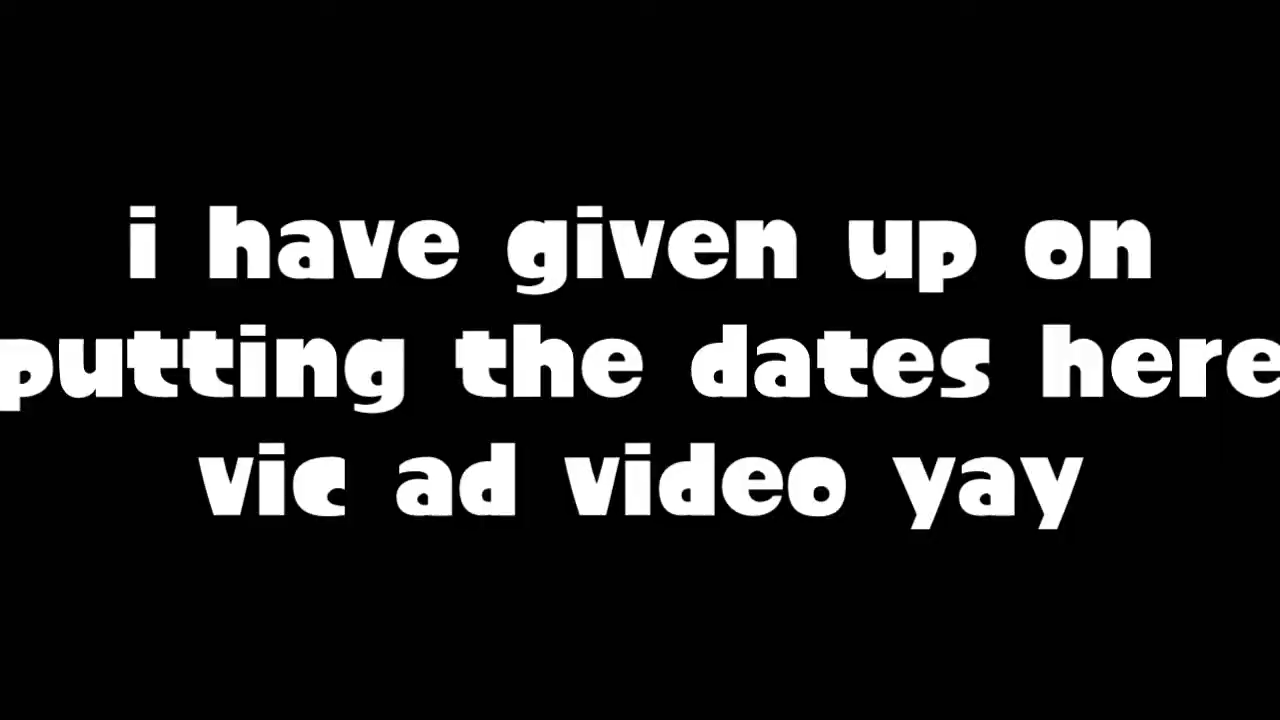 i have given up on
putting the dates here
vic ad video yay